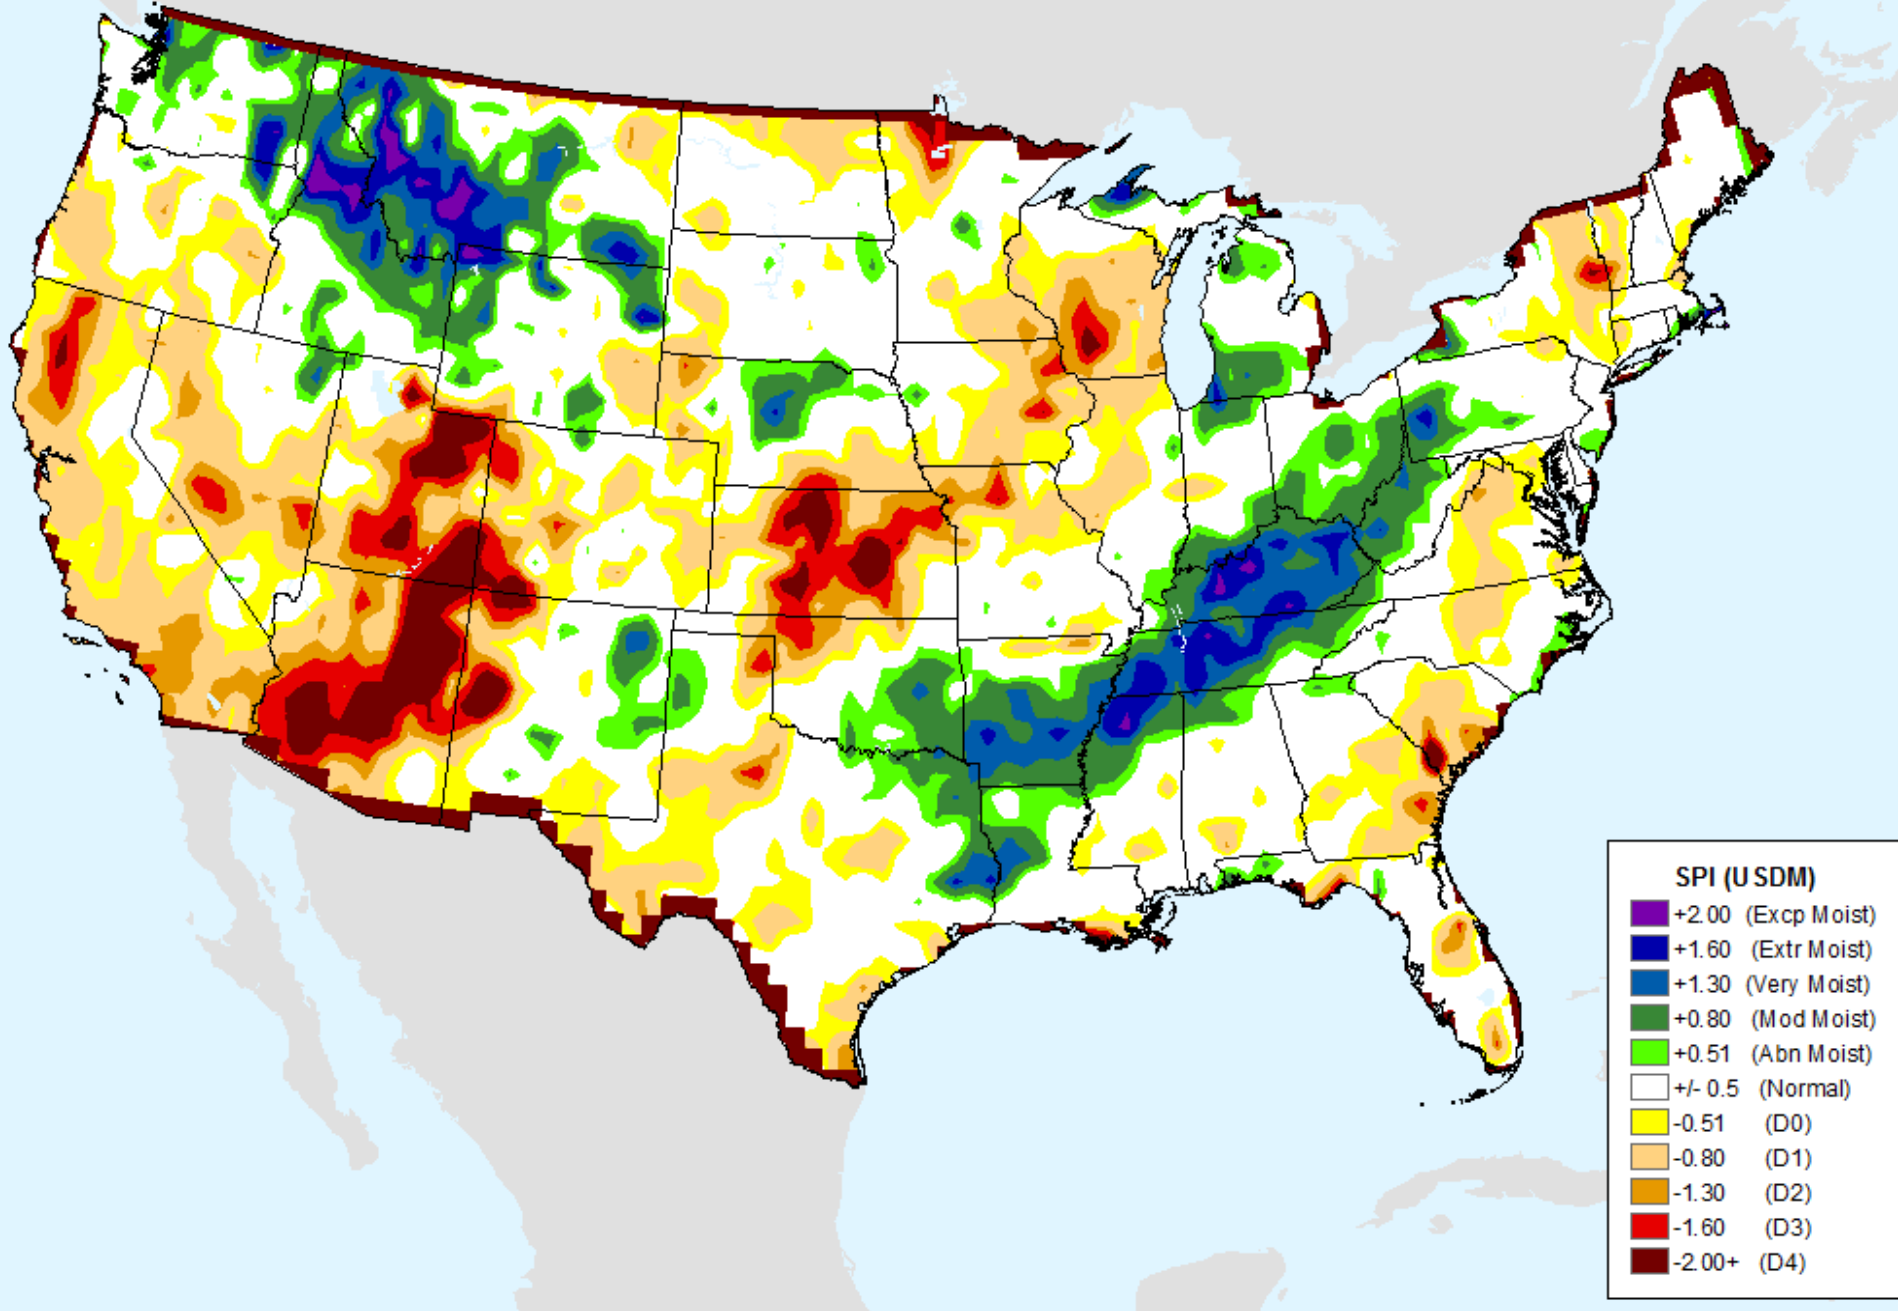 SPI (USDM)
+2.00 (Excp Moist)
+1.60 (Extr Moist)
+1.30 (Very Moist)
+0.80 (Mod Moist)
+0.51 (Abn Moist)
+/- 0.5 (Normal)
-0.51 (D0)
-0.80 (D1)
-1.30 (D2)
-1.60 (D3)
-2.00+ (D4)